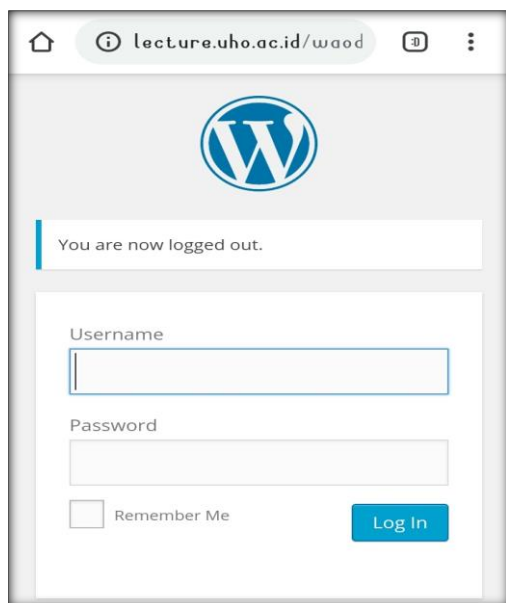 lecture.uho.ac.id/waod
:D
You are now logged out.
Username
Password
Remember Me
Log In